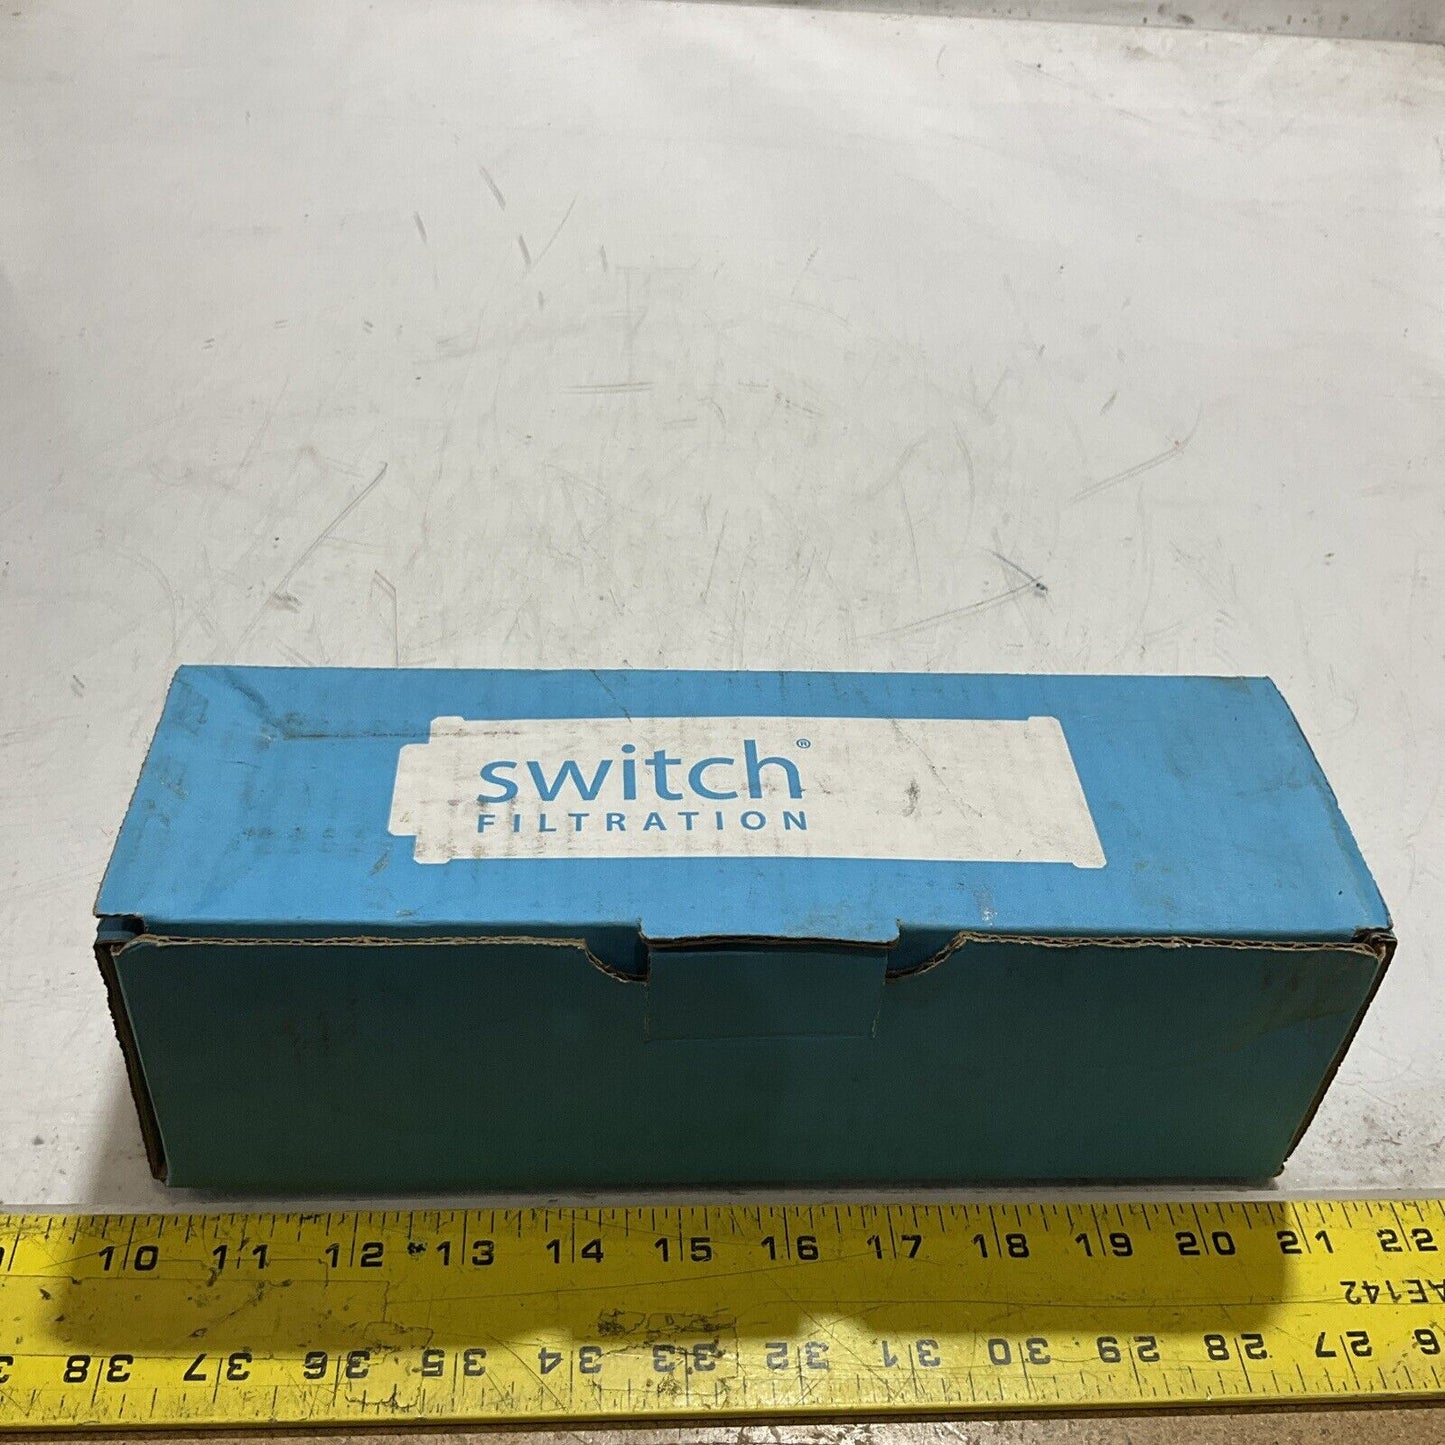 switch®
FILTRATION
10 11 12 13 14 15 16 17 18 19 20 21 22
AE142
38 37 36 35 34 33 32 31 30 29 28 27